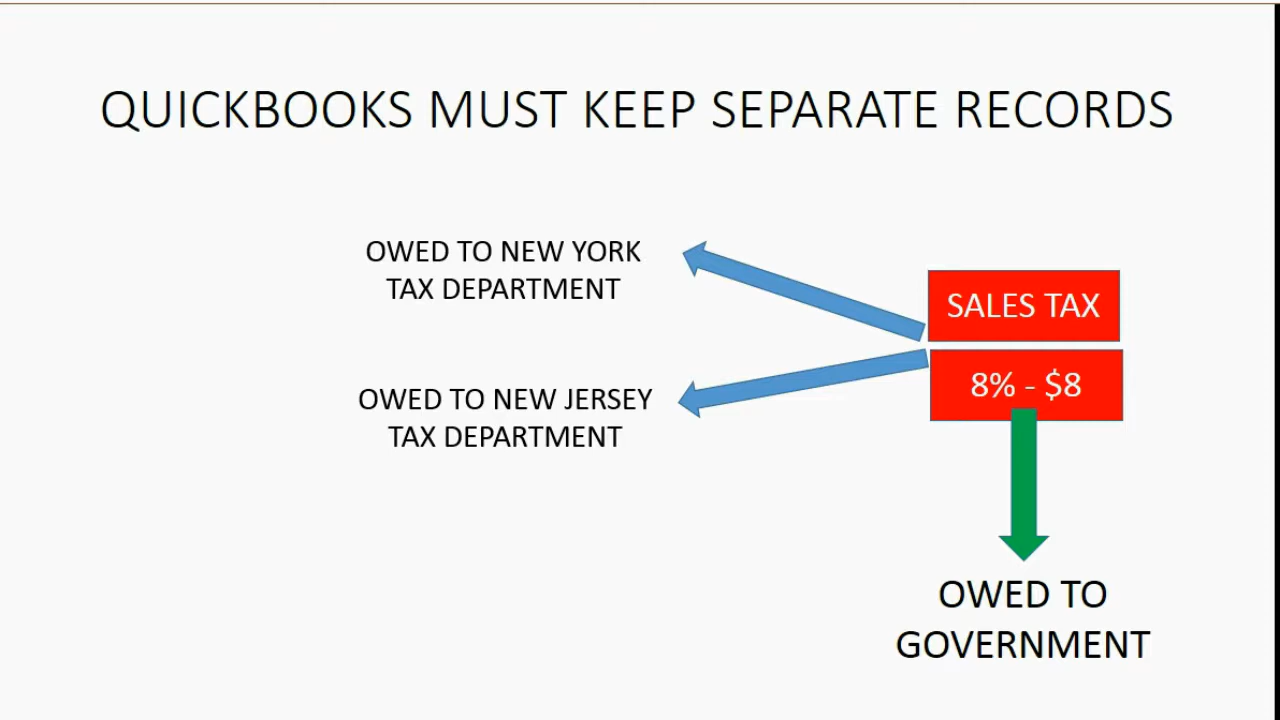 QUICKBOOKS MUST KEEP SEPARATE RECORDS
OWED TO NEW YORK
TAX DEPARTMENT
SALES TAX
8% - $8
OWED TO NEW JERSEY
TAX DEPARTMENT
OWED TO
GOVERNMENT